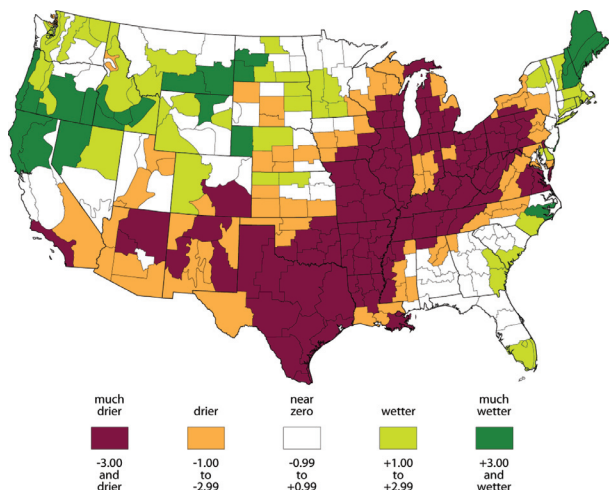 much drier
drier
near zero
wetter
much wetter
-3.00 and drier
-1.00 to -2.99
-0.99 to +0.99
+1.00 to +2.99
+3.00 and wetter